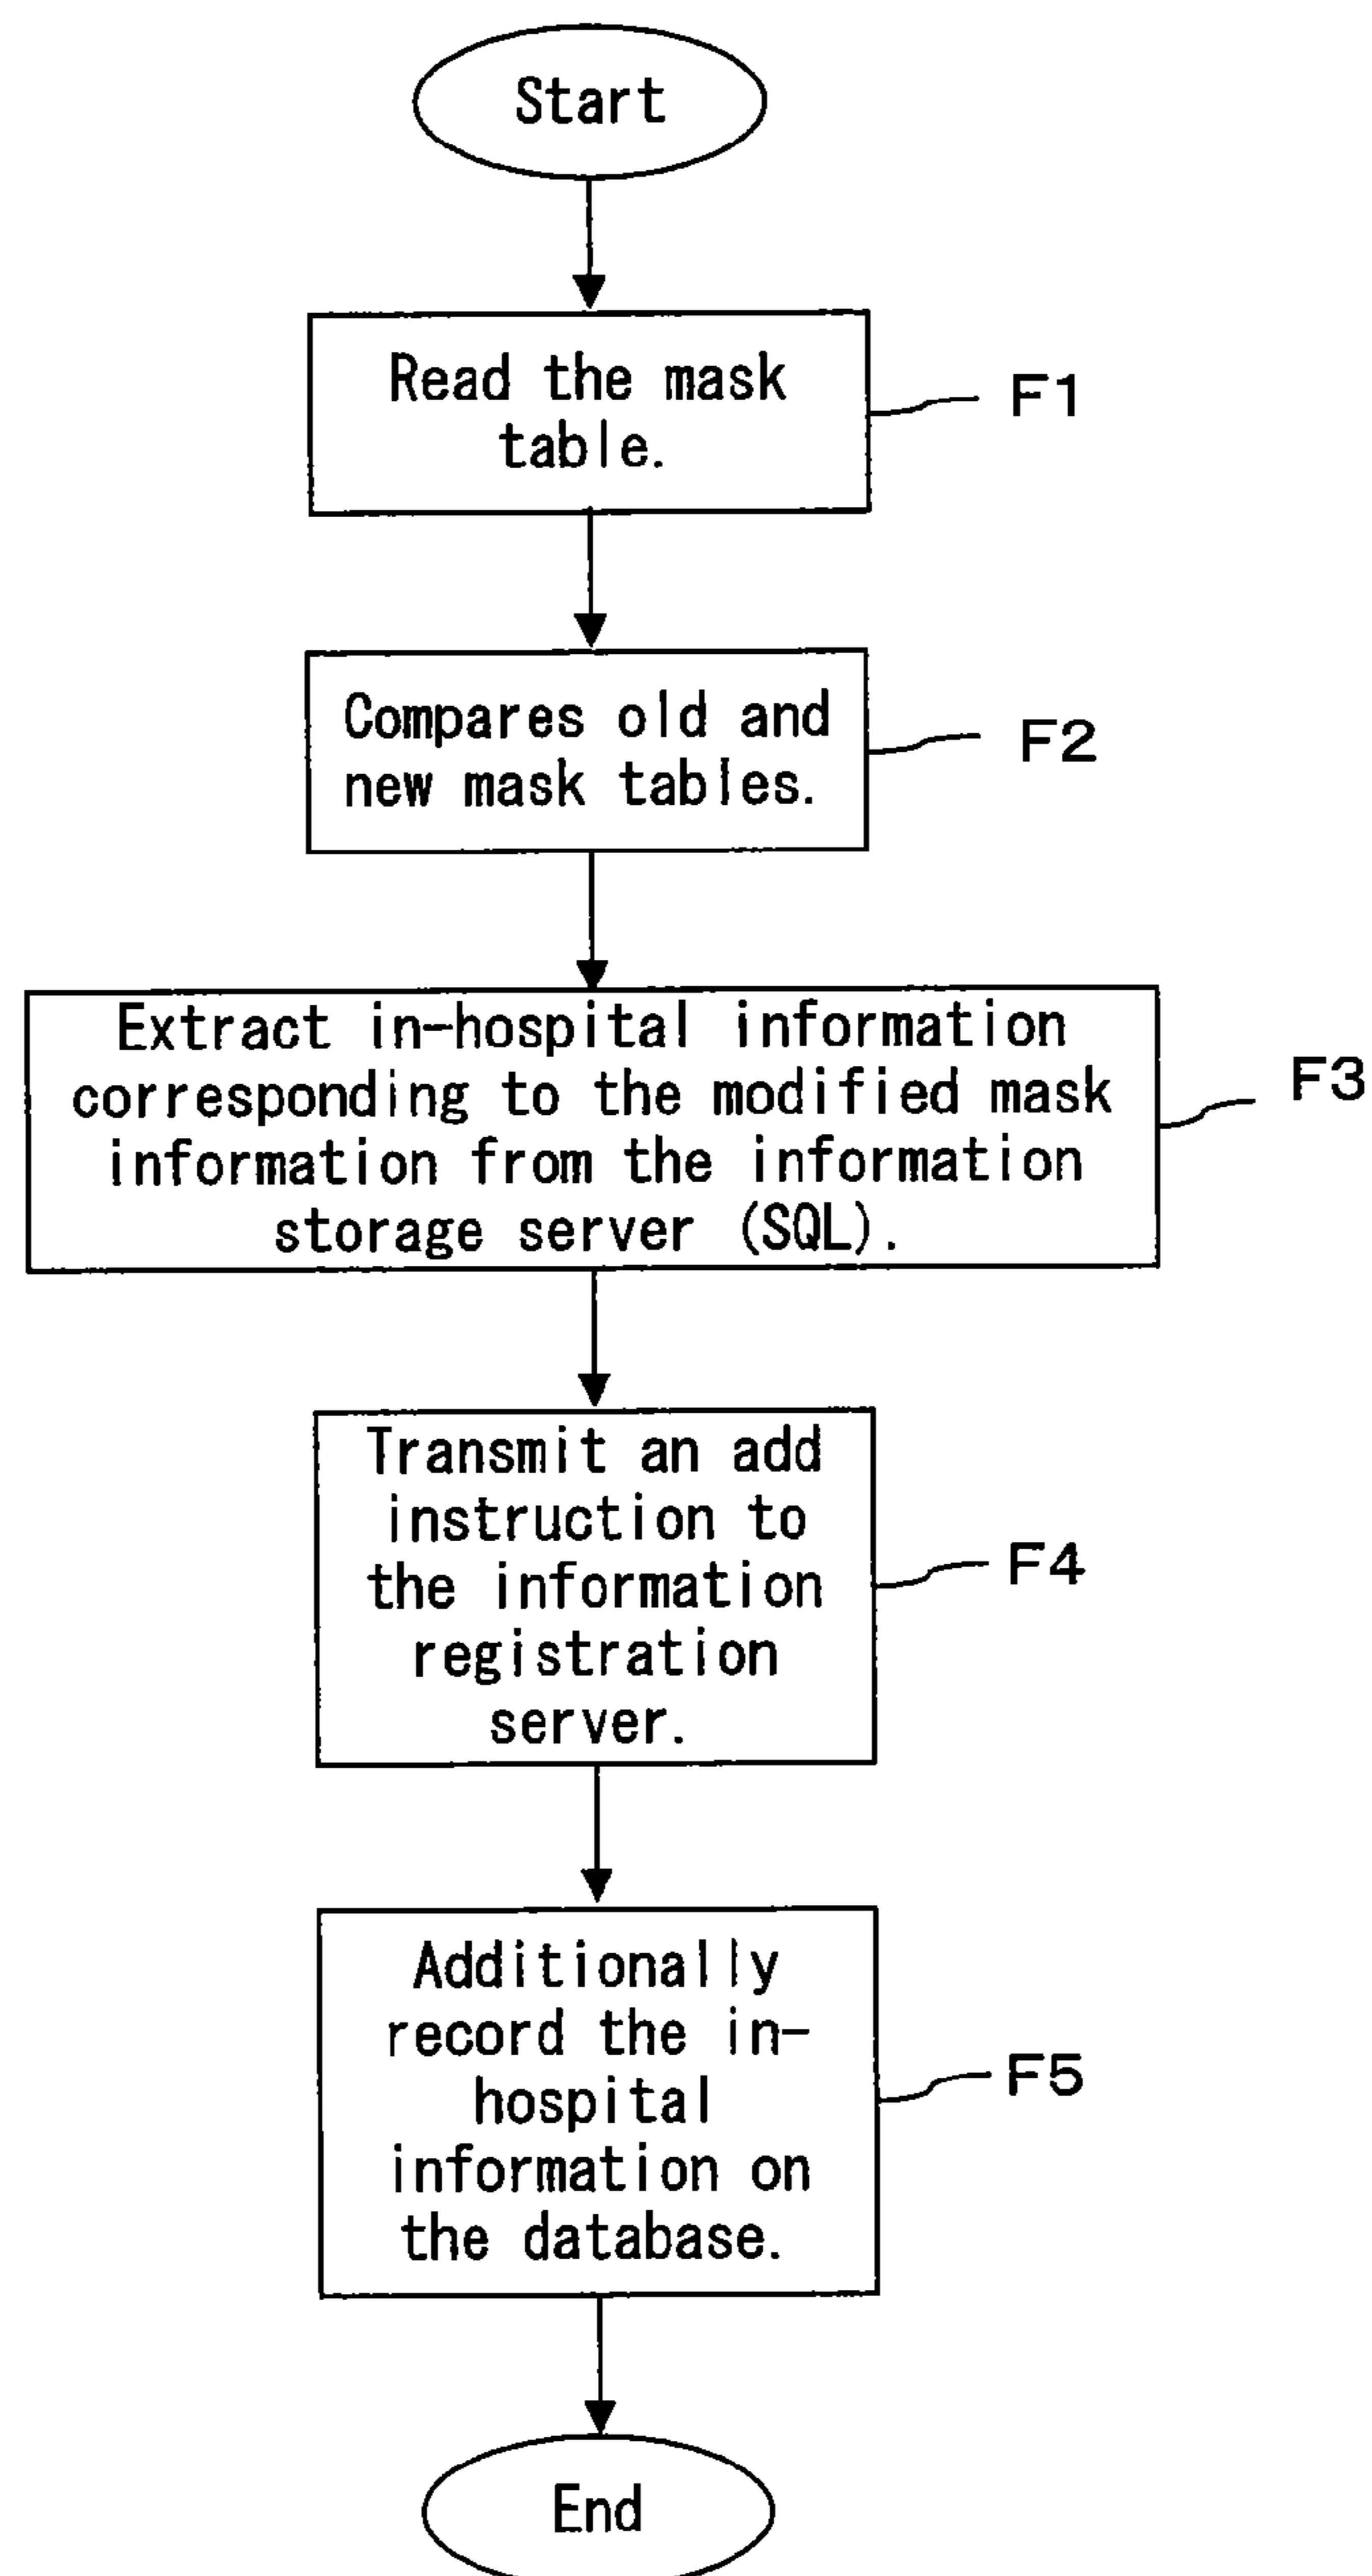 Start
Read the mask
table.
F1
Compares old and
new mask tables.
F2
Extract in-hospital information
corresponding to the modified mask
information from the information
storage server (SQL).
F3
Transmit an add
instruction to
the information
registration
server.
F4
Additionally
record the in-
hospital
information on
the database.
F5
End